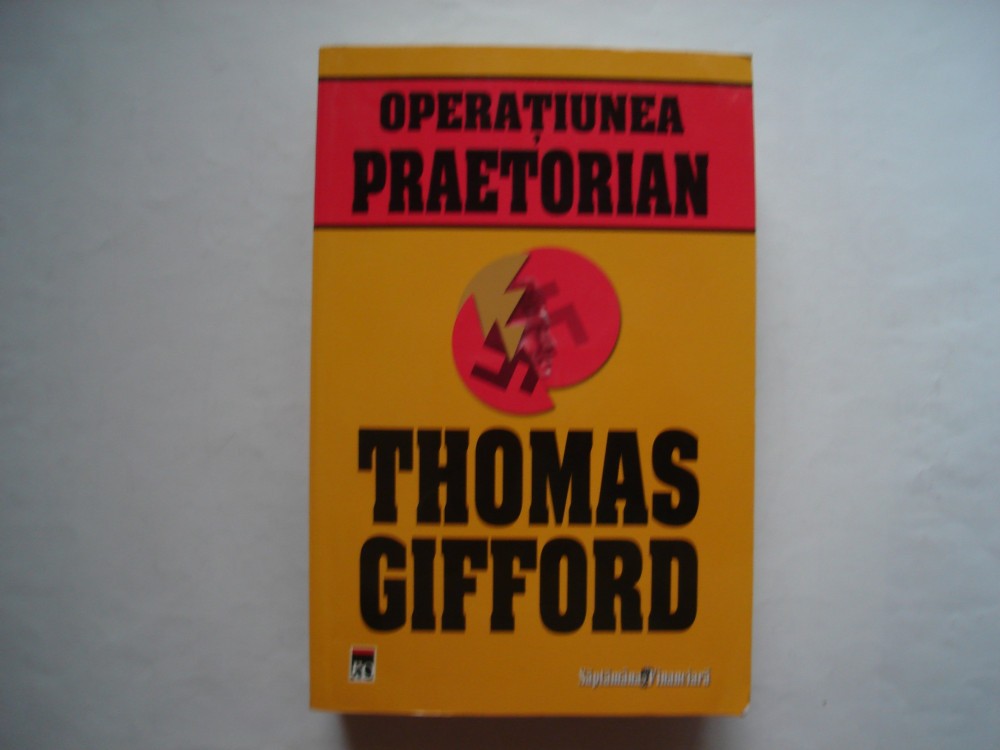 OPERAȚIUNEA
PRAETORIAN
THOMAS
GIFFORD
Săptămâna Financiară